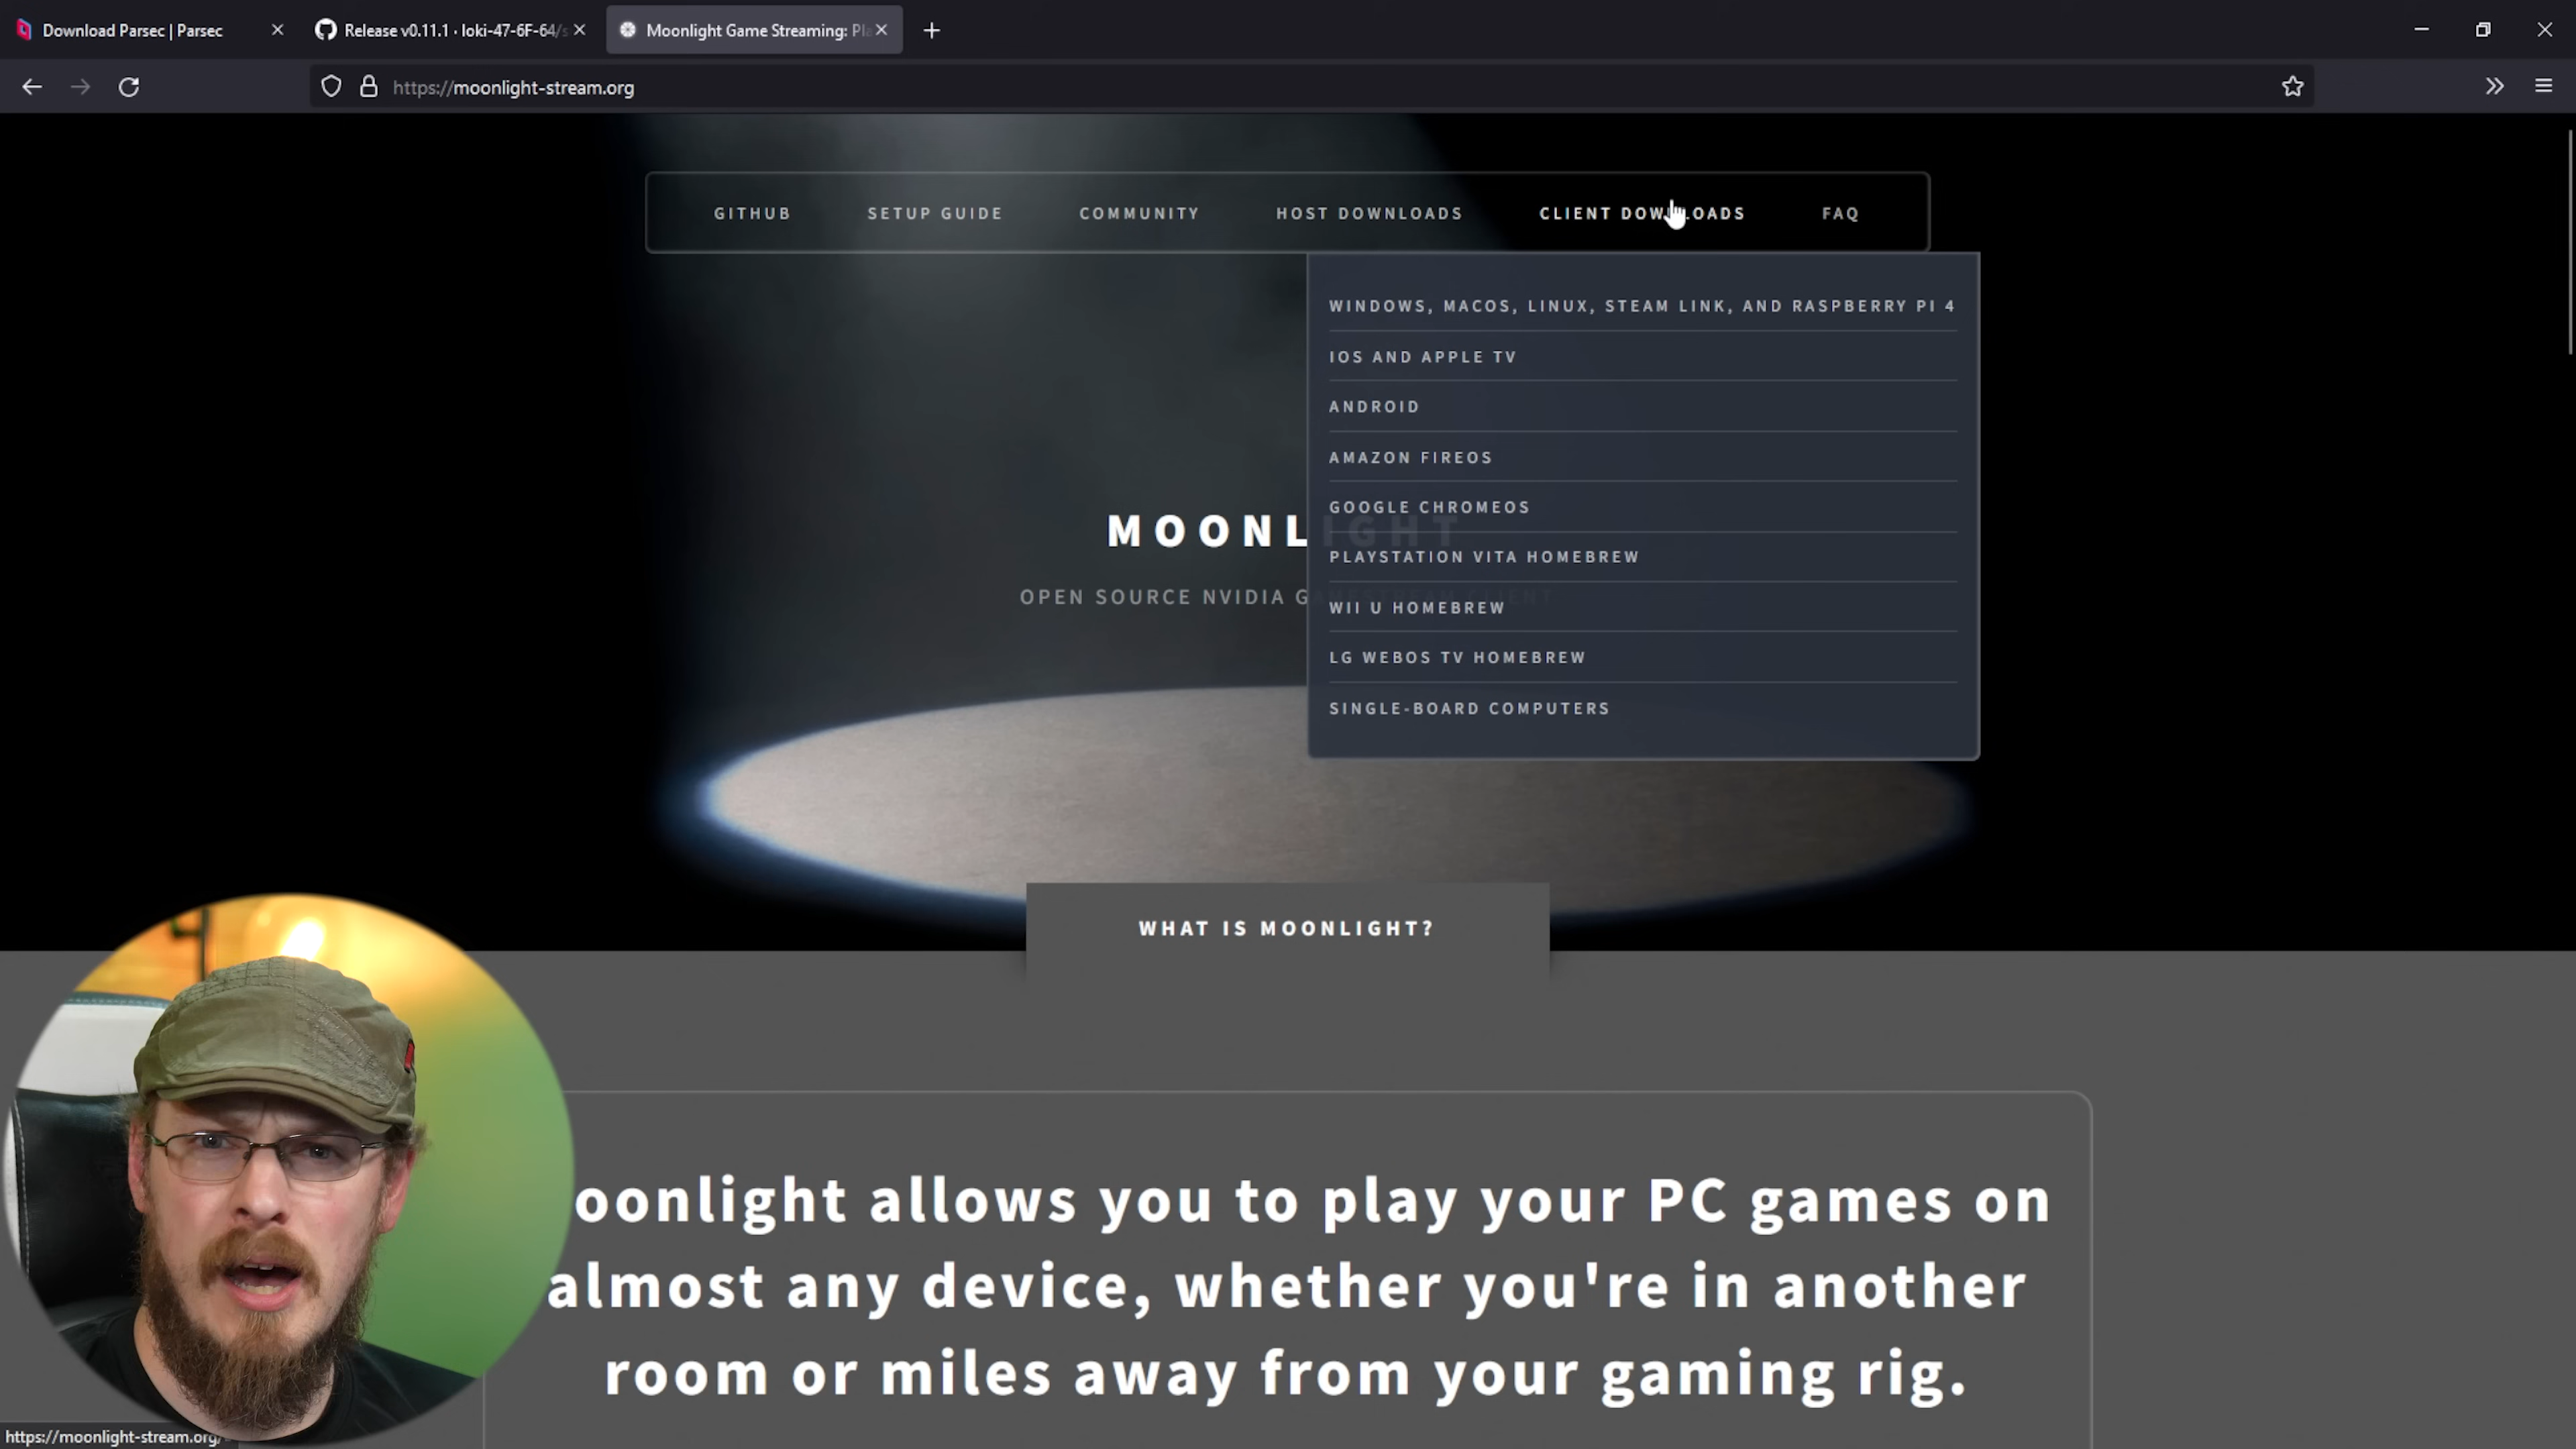 Download Parsec | Parsec
Release v0.11.1 · loki-47-6F-64/s
Moonlight Game Streaming: Pla
https://moonlight-stream.org
GITHUB
SETUP GUIDE
COMMUNITY
HOST DOWNLOADS
CLIENT DOWNLOADS
FAQ
WINDOWS, MACOS, LINUX, STEAM LINK, AND RASPBERRY PI 4
IOS AND APPLE TV
ANDROID
AMAZON FIREOS
GOOGLE CHROMEOS
PLAYSTATION VITA HOMEBREW
WII U HOMEBREW
LG WEBOS TV HOMEBREW
SINGLE-BOARD COMPUTERS
MOONLIGHT
OPEN SOURCE NVIDIA GAMESTREAM CLIENT
WHAT IS MOONLIGHT?
oonlight allows you to play your PC games on
almost any device, whether you're in another
room or miles away from your gaming rig.
https://moonlight-stream.org/